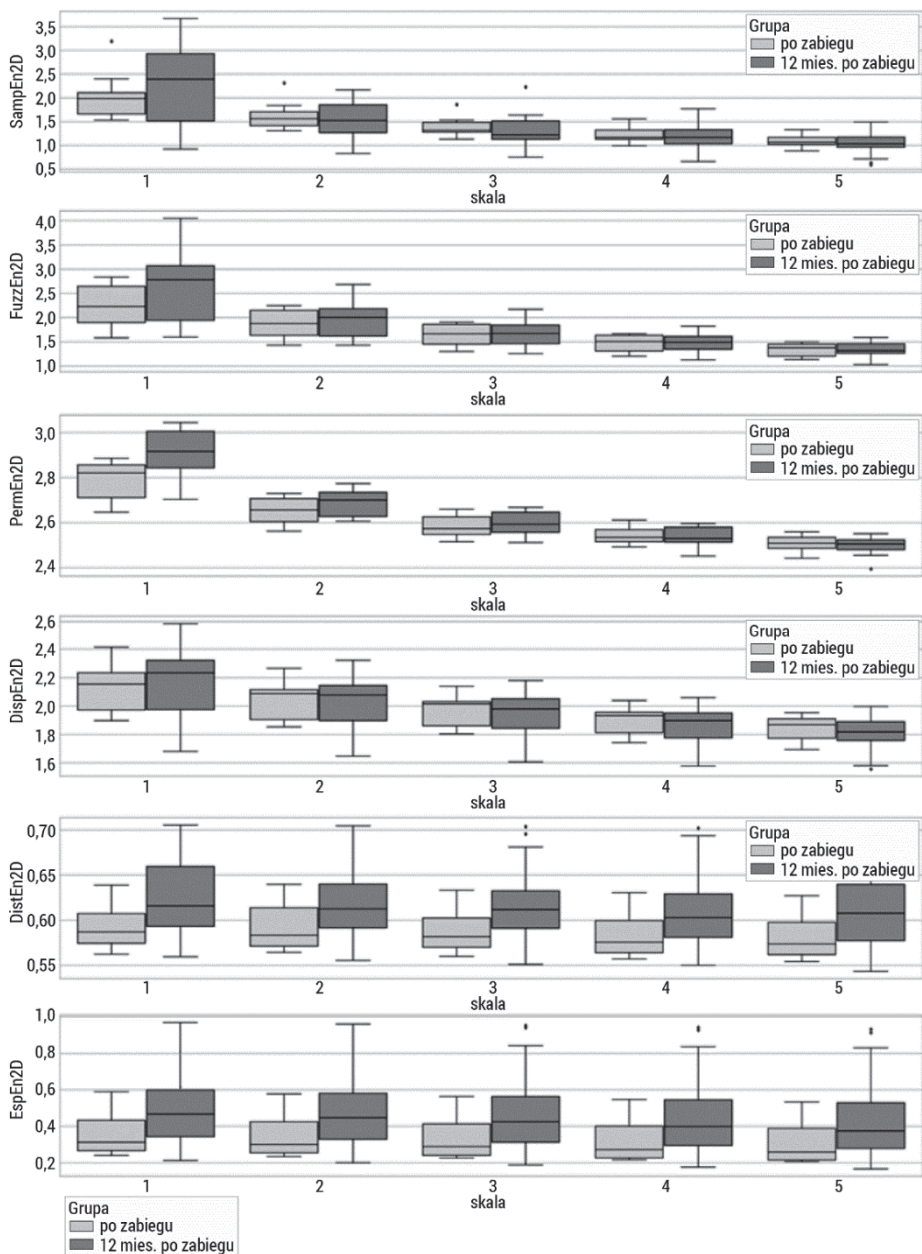 SampEn2D
3,5
3,0
2,5
2,0
1,5
1,0
0,5
Grupa
po zabiegu
12 mies. po zabiegu
1 2 3 4 5
skala
FuzzEn2D
4,0
3,5
3,0
2,5
2,0
1,5
1,0
Grupa
po zabiegu
12 mies. po zabiegu
1 2 3 4 5
skala
PermEn2D
3,0
2,8
2,6
2,4
Grupa
po zabiegu
12 mies. po zabiegu
1 2 3 4 5
skala
DispEn2D
2,6
2,4
2,2
2,0
1,8
1,6
Grupa
po zabiegu
12 mies. po zabiegu
1 2 3 4 5
skala
DistEn2D
0,70
0,65
0,60
0,55
Grupa
po zabiegu
12 mies. po zabiegu
1 2 3 4 5
skala
EspEn2D
1,0
0,8
0,6
0,4
0,2
1 2 3 4 5
skala
Grupa
po zabiegu
12 mies. po zabiegu